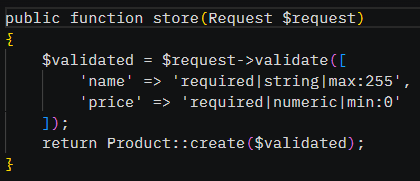 public function store(Request $request)
{
    $validated = $request->validate([
        'name' => 'required|string|max:255',
        'price' => 'required|numeric|min:0'
    ]);
    return Product::create($validated);
}